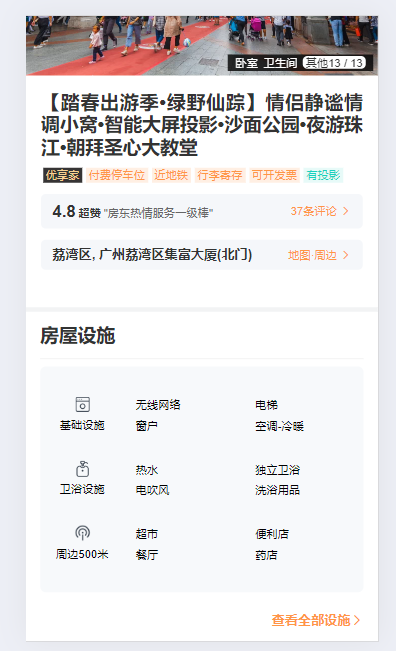 卧室 卫生间 其他13 / 13
【踏春出游季•绿野仙踪】情侣静谧情
调小窝•智能大屏投影•沙面公园•夜游珠
江•朝拜圣心大教堂
优享家 付费停车位 近地铁 行李寄存 可开发票 有投影
4.8 超赞 "房东热情服务一级棒" 37条评论 >
荔湾区, 广州荔湾区集富大厦(北门) 地图·周边 >
房屋设施
无线网络 电梯
基础设施 窗户 空调-冷暖
热水 独立卫浴
卫浴设施 电吹风 洗浴用品
超市 便利店
周边500米 餐厅 药店
查看全部设施 >